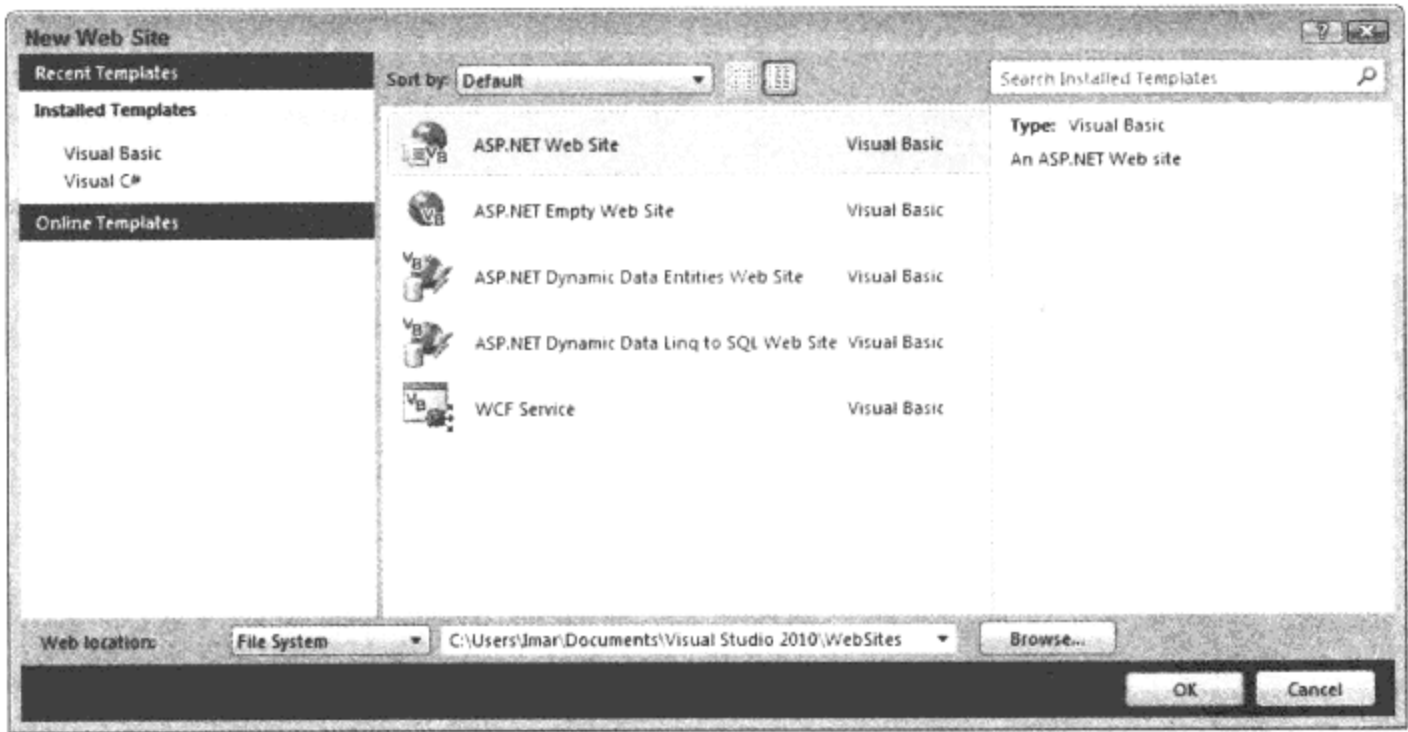 New Web Site
Recent Templates
Installed Templates
Visual Basic
Visual C#
Online Templates
Sort by: Default
ASP.NET Web Site Visual Basic
ASP.NET Empty Web Site Visual Basic
ASP.NET Dynamic Data Entities Web Site Visual Basic
ASP.NET Dynamic Data Linq to SQL Web Site Visual Basic
WCF Service Visual Basic
Search Installed Templates
Type: Visual Basic
An ASP.NET Web site
Web location: File System C:\Users\Imar\Documents\Visual Studio 2010\WebSites Browse...
OK Cancel